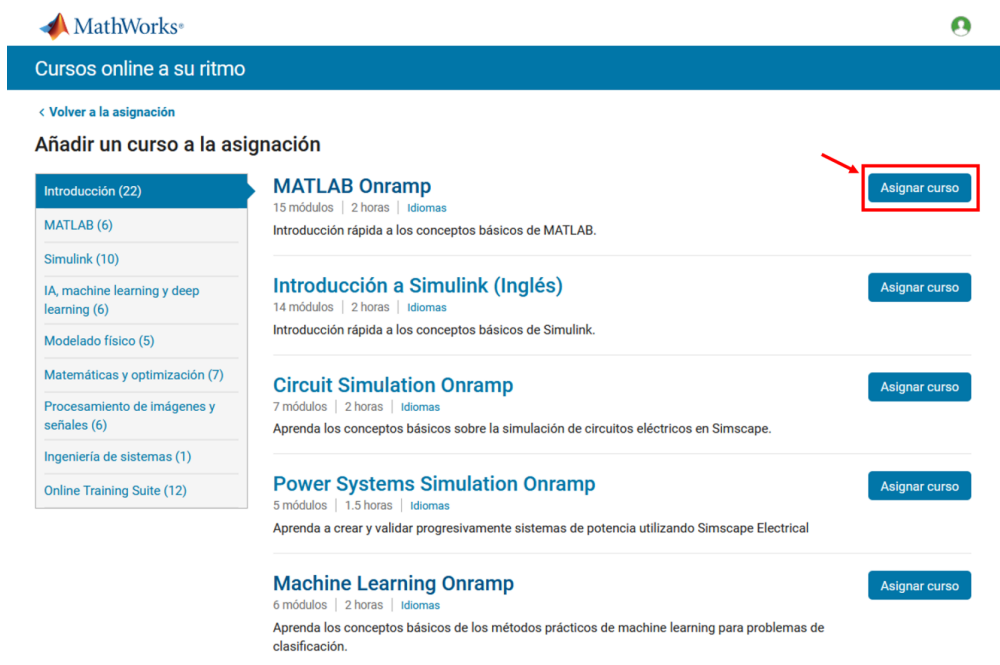 MathWorks®
Cursos online a su ritmo
< Volver a la asignación
Añadir un curso a la asignación
Introducción (22)
MATLAB (6)
Simulink (10)
IA, machine learning y deep
learning (6)
Modelado físico (5)
Matemáticas y optimización (7)
Procesamiento de imágenes y
señales (6)
Ingeniería de sistemas (1)
Online Training Suite (12)
MATLAB Onramp
Asignar curso
15 módulos | 2 horas | Idiomas
Introducción rápida a los conceptos básicos de MATLAB.
Introducción a Simulink (Inglés)
Asignar curso
14 módulos | 2 horas | Idiomas
Introducción rápida a los conceptos básicos de Simulink.
Circuit Simulation Onramp
Asignar curso
7 módulos | 2 horas | Idiomas
Aprenda los conceptos básicos sobre la simulación de circuitos eléctricos en Simscape.
Power Systems Simulation Onramp
Asignar curso
5 módulos | 1.5 horas | Idiomas
Aprenda a crear y validar progresivamente sistemas de potencia utilizando Simscape Electrical
Machine Learning Onramp
Asignar curso
6 módulos | 2 horas | Idiomas
Aprenda los conceptos básicos de los métodos prácticos de machine learning para problemas de
clasificación.